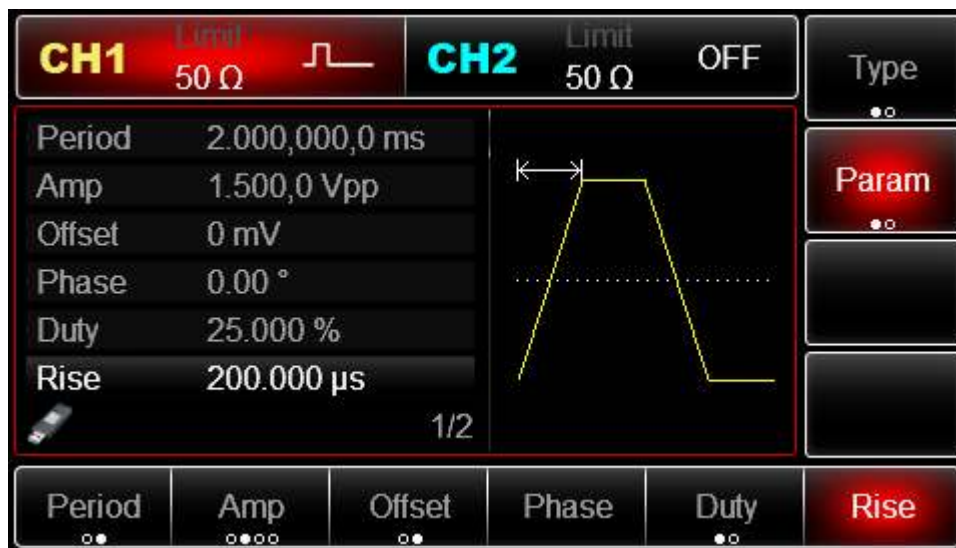 CH1 Limit 50 Ω
CH2 Limit 50 Ω OFF
Type
Period 2.000,000,0 ms
Amp 1.500,0 Vpp
Offset 0 mV
Phase 0.00 °
Duty 25.000 %
Rise 200.000 µs
1/2
Param
Period Amp Offset Phase Duty Rise